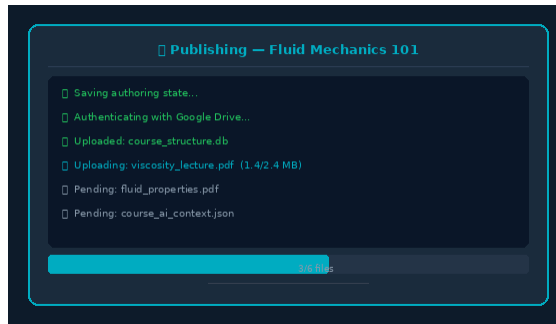 Publishing — Fluid Mechanics 101
Saving authoring state...
Authenticating with Google Drive...
Uploaded: course_structure.db
Uploading: viscosity_lecture.pdf (1.4/2.4 MB)
Pending: fluid_properties.pdf
Pending: course_ai_context.json
3/6 files